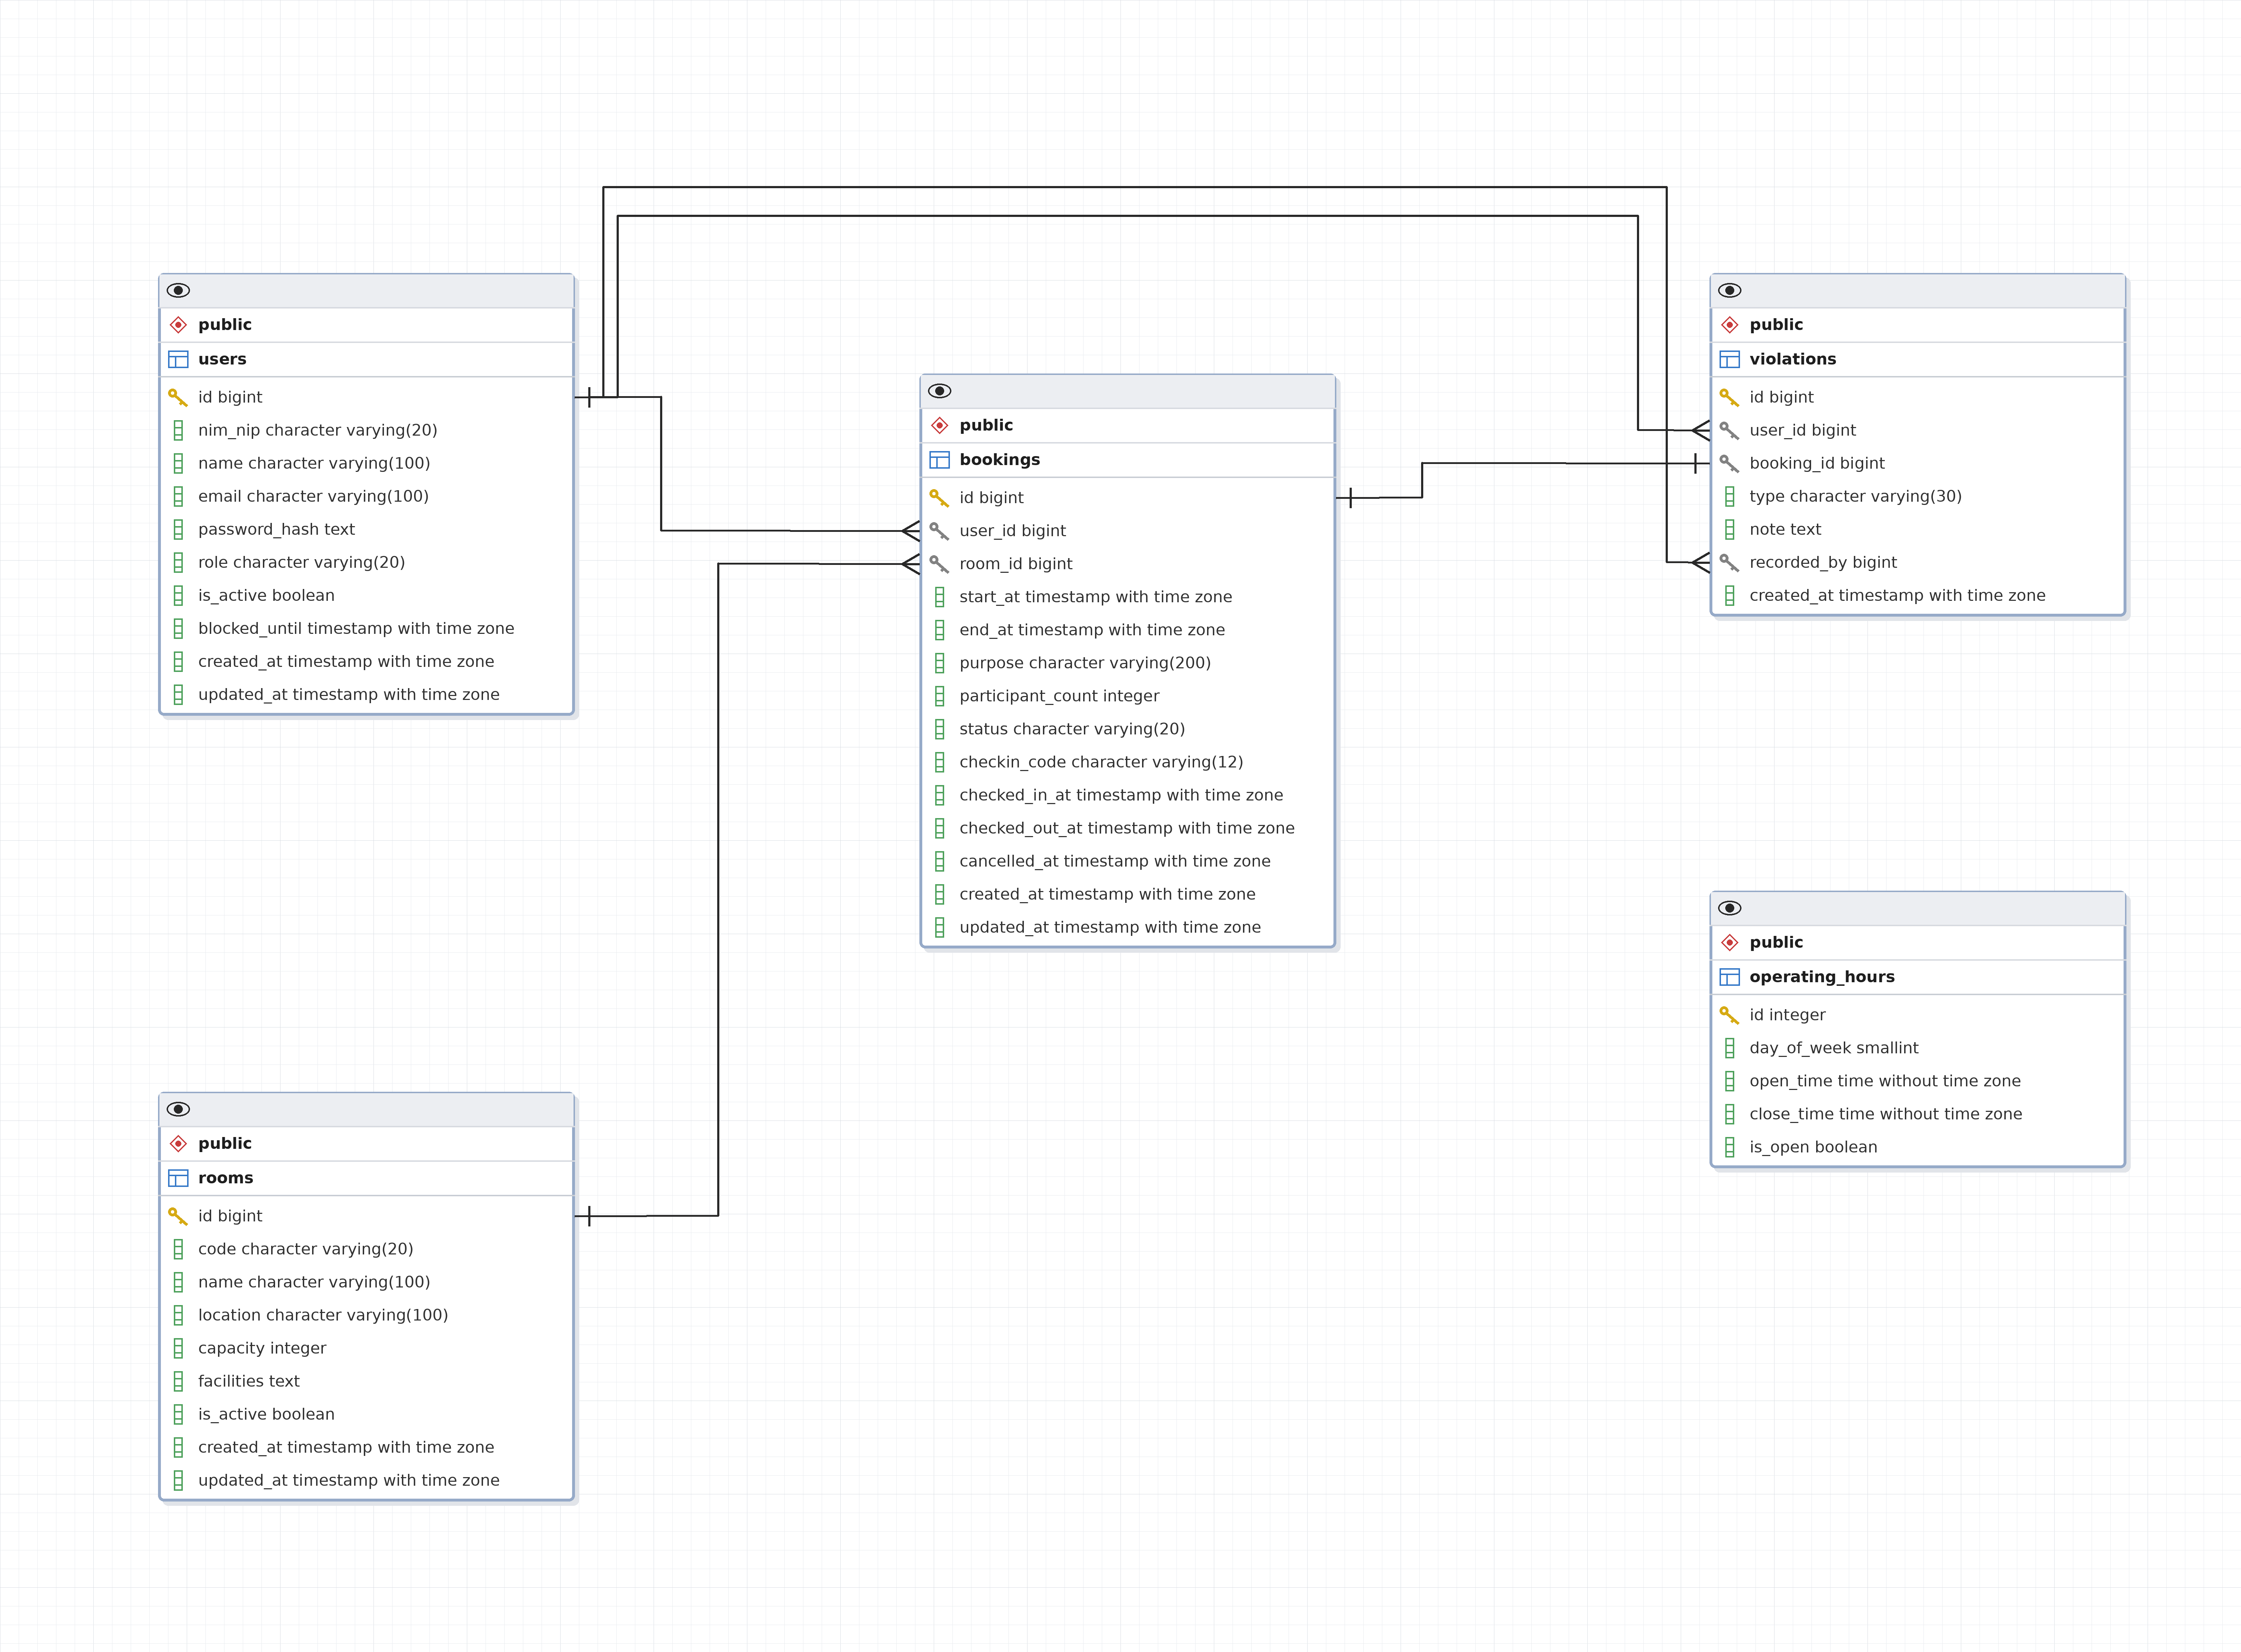 public
users
id bigint
nim_nip character varying(20)
name character varying(100)
email character varying(100)
password_hash text
role character varying(20)
is_active boolean
blocked_until timestamp with time zone
created_at timestamp with time zone
updated_at timestamp with time zone
public
bookings
id bigint
user_id bigint
room_id bigint
start_at timestamp with time zone
end_at timestamp with time zone
purpose character varying(200)
participant_count integer
status character varying(20)
checkin_code character varying(12)
checked_in_at timestamp with time zone
checked_out_at timestamp with time zone
cancelled_at timestamp with time zone
created_at timestamp with time zone
updated_at timestamp with time zone
public
violations
id bigint
user_id bigint
booking_id bigint
type character varying(30)
note text
recorded_by bigint
created_at timestamp with time zone
public
operating_hours
id integer
day_of_week smallint
open_time time without time zone
close_time time without time zone
is_open boolean
public
rooms
id bigint
code character varying(20)
name character varying(100)
location character varying(100)
capacity integer
facilities text
is_active boolean
created_at timestamp with time zone
updated_at timestamp with time zone